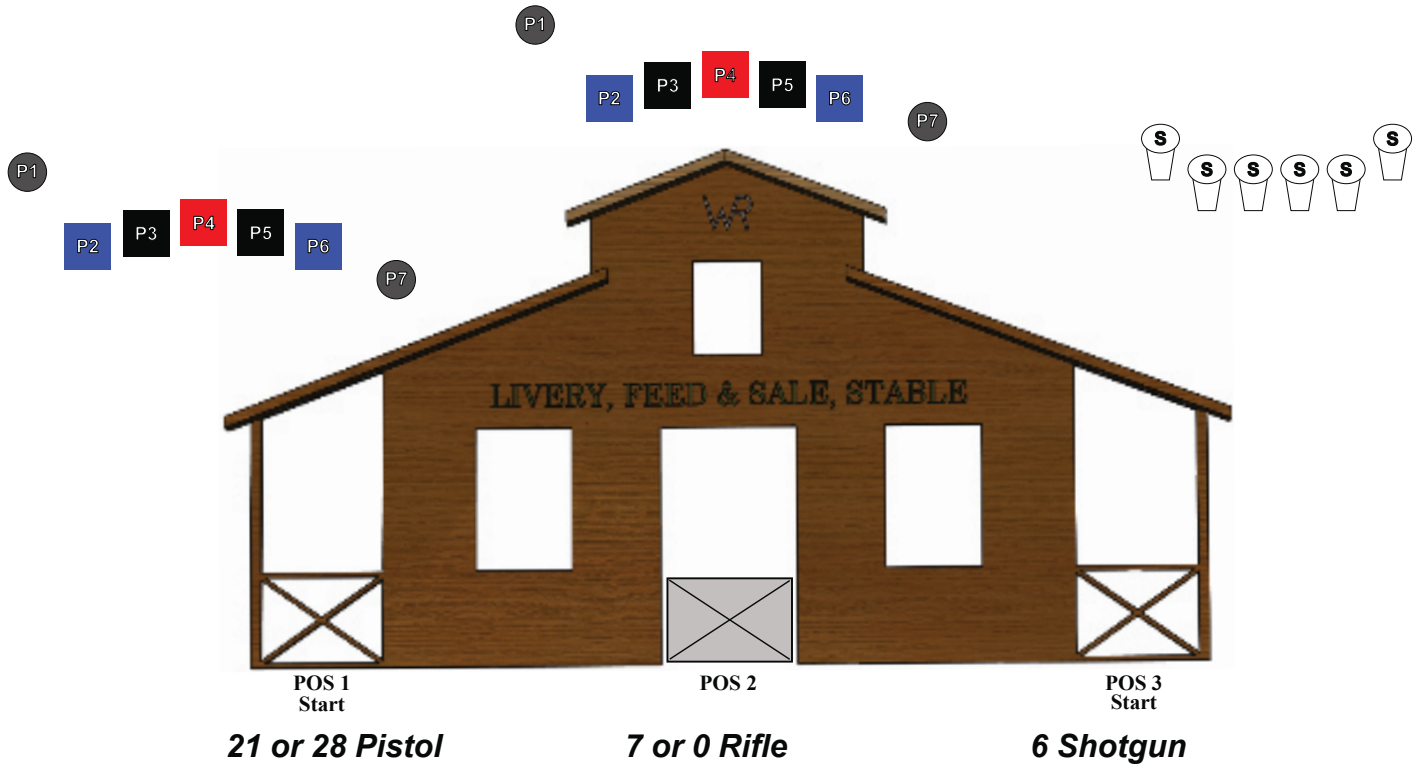 P1
P2 P3 P4 P5 P6
P7
P1
P2 P3 P4 P5 P6
P7
S S S S S S
WR
LIVERY, FEED & SALE, STABLE
POS 1
Start
POS 2
POS 3
Start
21 or 28 Pistol
7 or 0 Rifle
6 Shotgun